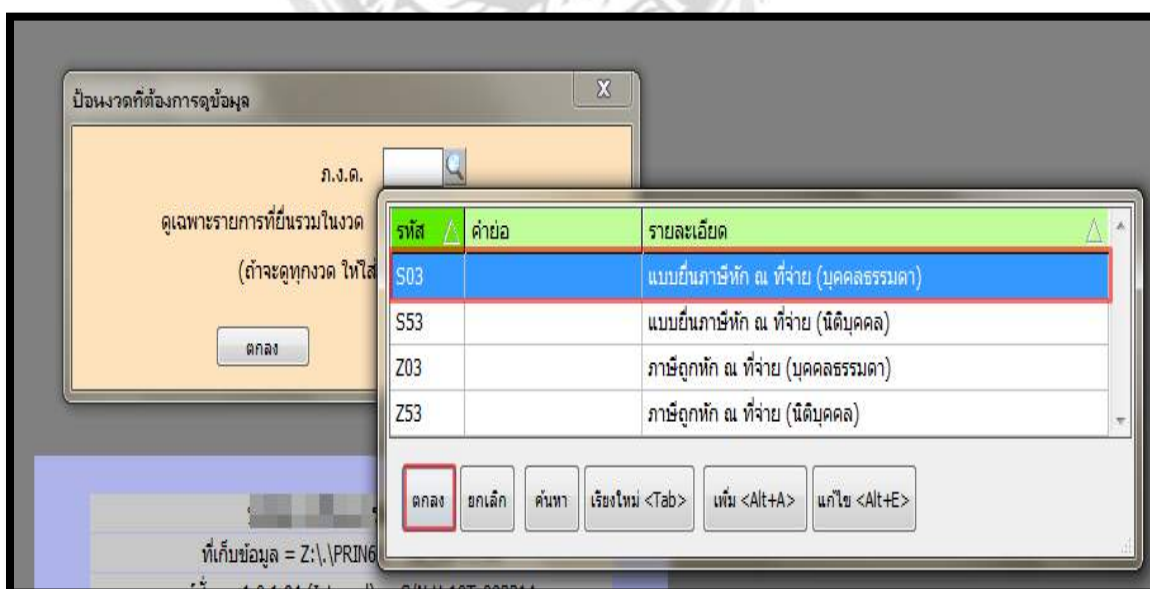 ป้อนงวดที่ต้องการดูข้อมูล
X
ภ.ง.ด.
ดูเฉพาะรายการที่ยื่นรวมในงวด
(ถ้าจะดูทุกงวด ให้ใส่
ตกลง
รหัส คำย่อ รายละเอียด
S03 แบบยื่นภาษีหัก ณ ที่จ่าย (บุคคลธรรมดา)
S53 แบบยื่นภาษีหัก ณ ที่จ่าย (นิติบุคคล)
Z03 ภาษีถูกหัก ณ ที่จ่าย (บุคคลธรรมดา)
Z53 ภาษีถูกหัก ณ ที่จ่าย (นิติบุคคล)
ตกลง ยกเลิก ค้นหา เรียงใหม่ <Tab> เพิ่ม <Alt+A> แก้ไข <Alt+E>
ที่เก็บข้อมูล = Z:\.\PRIN6